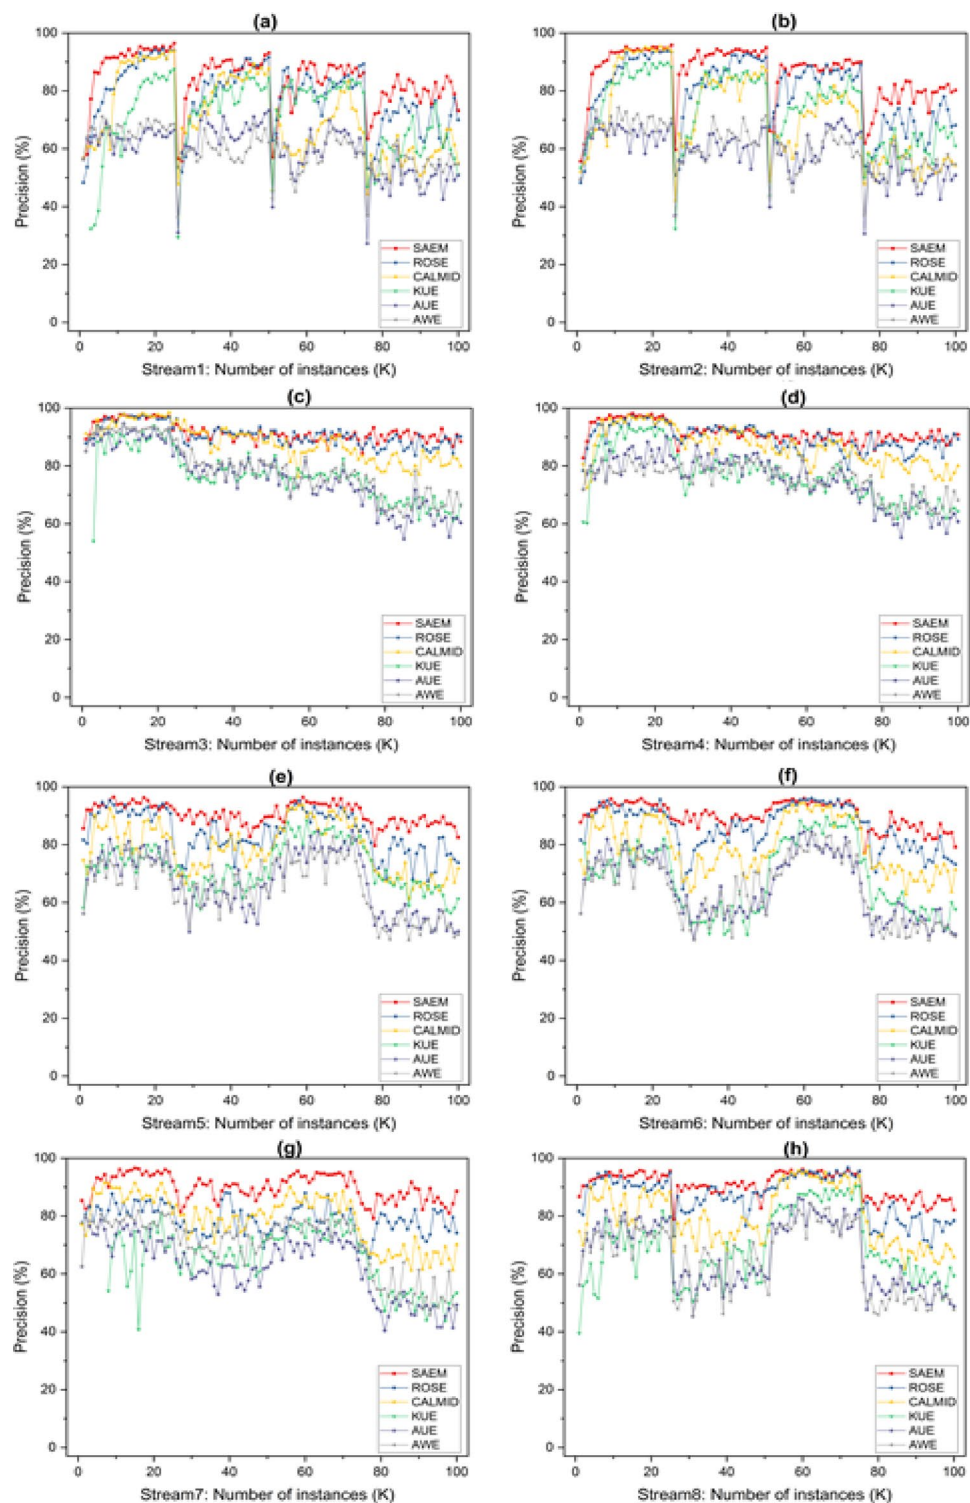 (a)
(b)
Precision (%)
100
80
60
40
20
0
SAEM
ROSE
CALMID
KUE
AUE
AWE
0 20 40 60 80 100
Stream1: Number of instances (K)
Precision (%)
100
80
60
40
20
0
SAEM
ROSE
CALMID
KUE
AUE
AWE
0 20 40 60 80 100
Stream2: Number of instances (K)
(c)
(d)
Precision (%)
100
80
60
40
20
0
SAEM
ROSE
CALMID
KUE
AUE
AWE
0 20 40 60 80 100
Stream3: Number of instances (K)
Precision (%)
100
80
60
40
20
0
SAEM
ROSE
CALMID
KUE
AUE
AWE
0 20 40 60 80 100
Stream4: Number of instances (K)
(e)
(f)
Precision (%)
100
80
60
40
20
0
SAEM
ROSE
CALMID
KUE
AUE
AWE
0 20 40 60 80 100
Stream5: Number of instances (K)
Precision (%)
100
80
60
40
20
0
SAEM
ROSE
CALMID
KUE
AUE
AWE
0 20 40 60 80 100
Stream6: Number of instances (K)
(g)
(h)
Precision (%)
100
80
60
40
20
0
SAEM
ROSE
CALMID
KUE
AUE
AWE
0 20 40 60 80 100
Stream7: Number of instances (K)
Precision (%)
100
80
60
40
20
0
SAEM
ROSE
CALMID
KUE
AUE
AWE
0 20 40 60 80 100
Stream8: Number of instances (K)